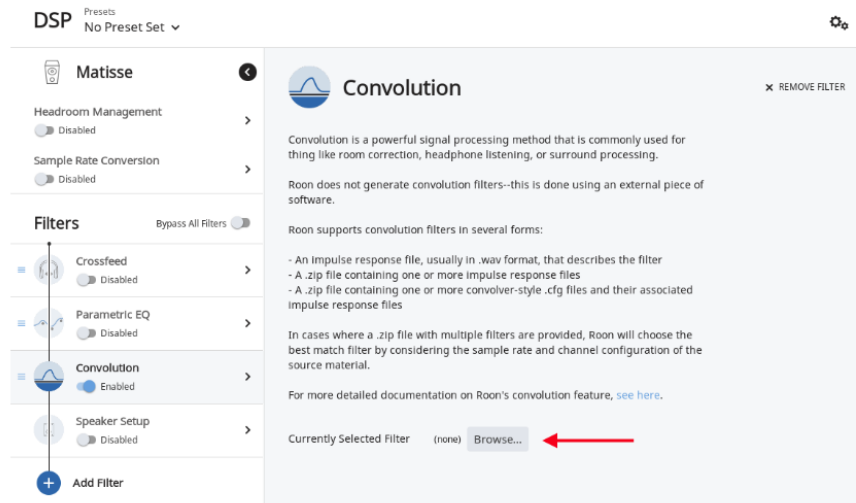 DSP
Presets
No Preset Set
Matisse
Headroom Management
Disabled
Sample Rate Conversion
Disabled
Filters
Bypass All Filters
Crossfeed
Disabled
Parametric EQ
Disabled
Convolution
Enabled
Speaker Setup
Disabled
Add Filter
Convolution
REMOVE FILTER
Convolution is a powerful signal processing method that is commonly used for
thing like room correction, headphone listening, or surround processing.
Roon does not generate convolution filters--this is done using an external piece of
software.
Roon supports convolution filters in several forms:
- An impulse response file, usually in .wav format, that describes the filter
- A .zip file containing one or more impulse response files
- A .zip file containing one or more convolver-style .cfg files and their associated
impulse response files
In cases where a .zip file with multiple filters are provided, Roon will choose the
best match filter by considering the sample rate and channel configuration of the
source material.
For more detailed documentation on Roon's convolution feature, see here.
Currently Selected Filter (none) Browse...